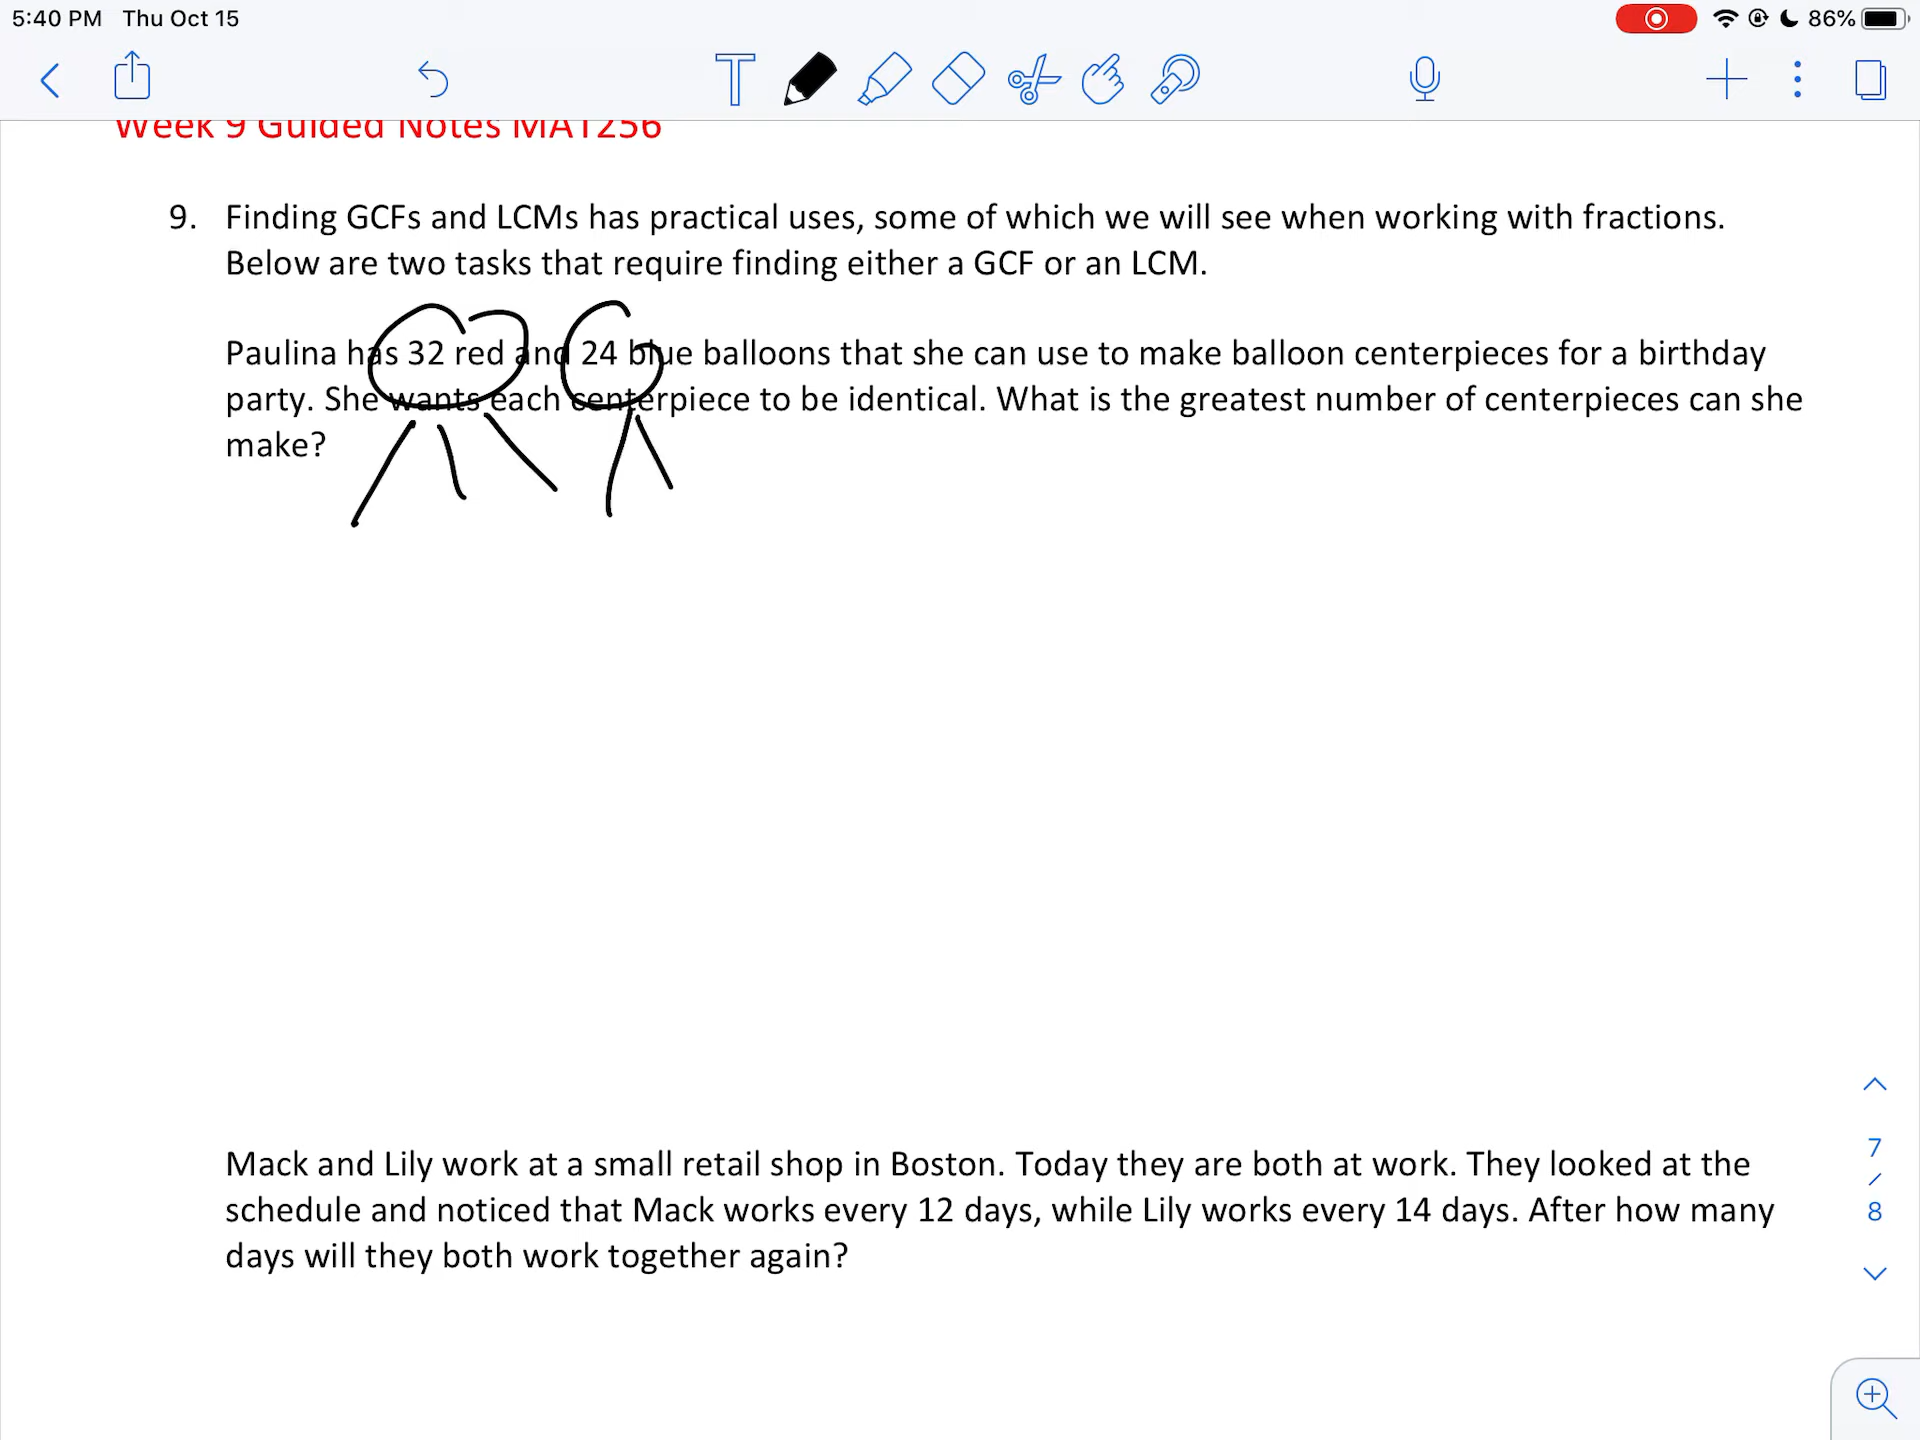 5:40 PM Thu Oct 15
86%
Week 9 Guided Notes MAT256
9. Finding GCFs and LCMs has practical uses, some of which we will see when working with fractions.
Below are two tasks that require finding either a GCF or an LCM.
Paulina has 32 red and 24 blue balloons that she can use to make balloon centerpieces for a birthday
party. She wants each centerpiece to be identical. What is the greatest number of centerpieces can she
make?
Mack and Lily work at a small retail shop in Boston. Today they are both at work. They looked at the
schedule and noticed that Mack works every 12 days, while Lily works every 14 days. After how many
days will they both work together again?
7
/
8